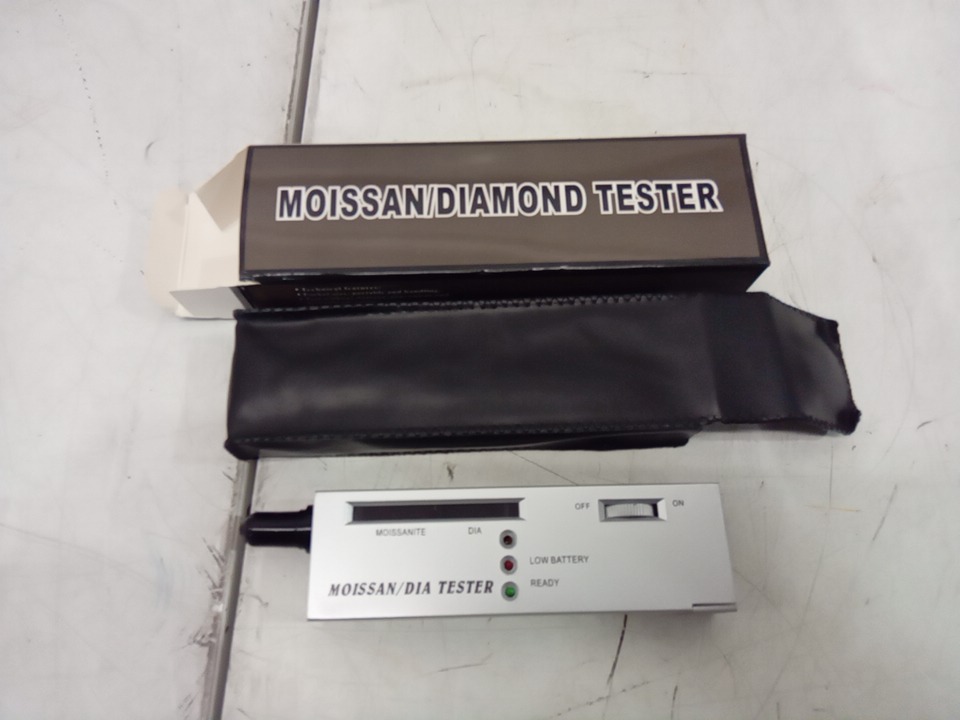 MOISSAN/DIAMOND TESTER
OFF
ON
MOISSANITE
DIA
LOW BATTERY
READY
MOISSAN/DIA TESTER